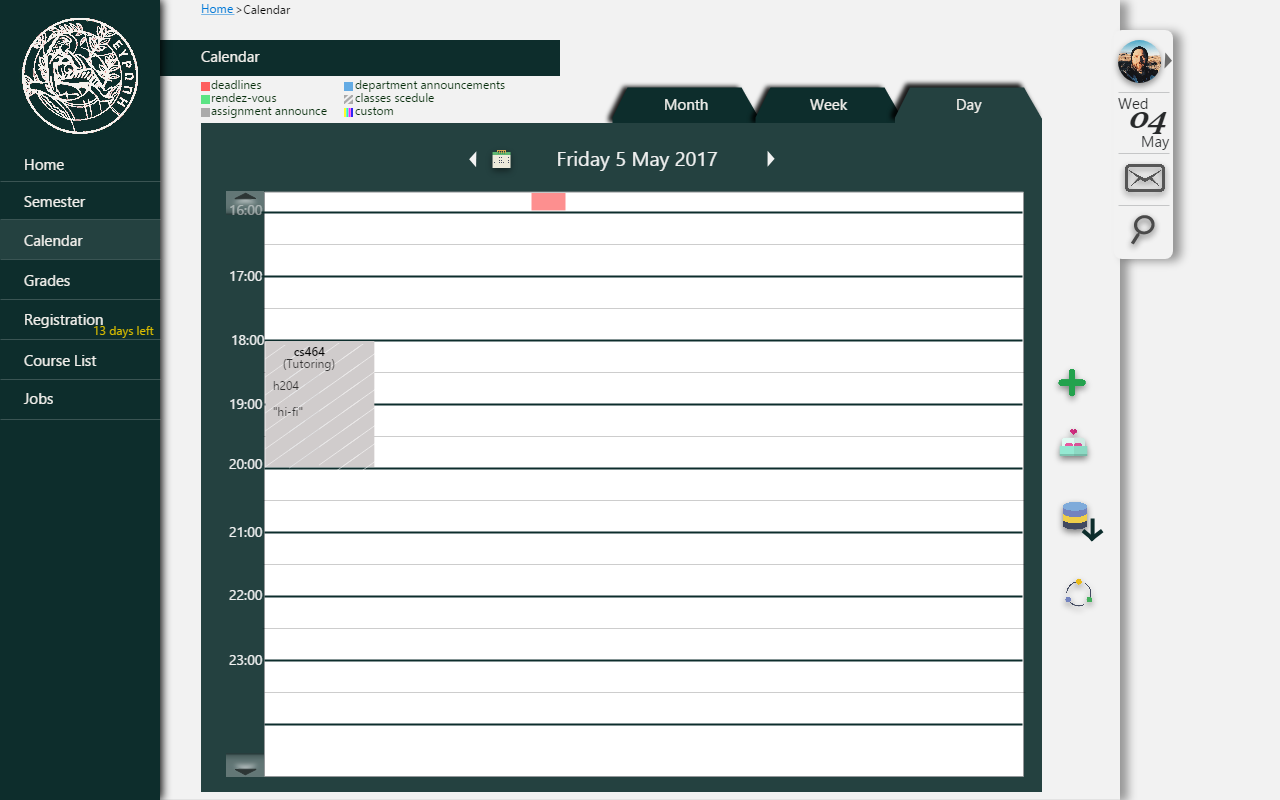 Home >Calendar
ΕΥΡΩΠΗ
Calendar
deadlines
department announcements
rendez-vous
classes scedule
assignment announce
custom
Month
Week
Day
Wed
04
May
Home
Semester
Calendar
Grades
Registration
13 days left
Course List
Jobs
Friday 5 May 2017
16:00
17:00
18:00
cs464
(Tutoring)
h204
19:00
"hi-fi"
20:00
21:00
22:00
23:00